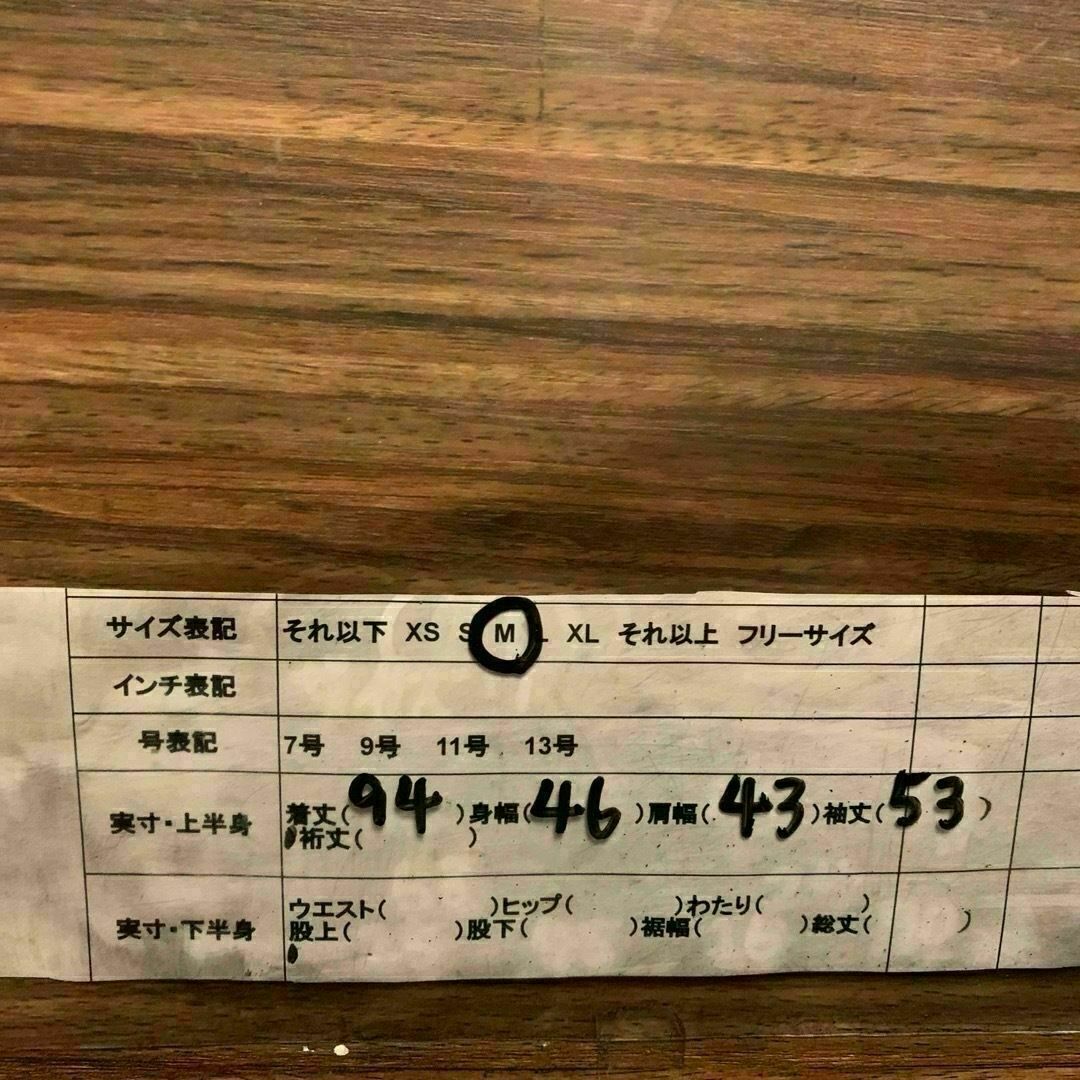 サイズ表記 それ以下 XS S M L XL それ以上 フリーサイズ
インチ表記
号表記 7号 9号 11号 13号
実寸・上半身 着丈(94)身幅(46)肩幅(43)袖丈(53)
裄丈( )
実寸・下半身 ウエスト( )ヒップ( )わたり( )
股上( )股下( )裾幅( )総丈( )